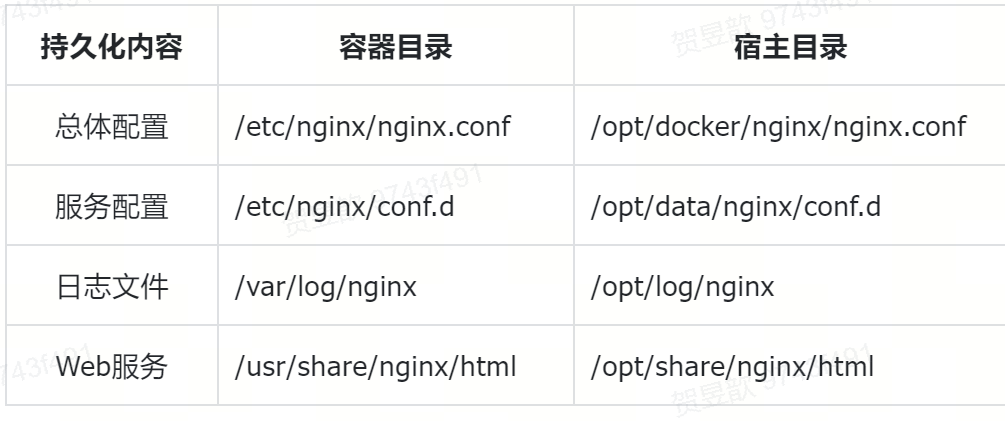 持久化内容 容器目录 宿主目录
总体配置 /etc/nginx/nginx.conf /opt/docker/nginx/nginx.conf
服务配置 /etc/nginx/conf.d /opt/data/nginx/conf.d
日志文件 /var/log/nginx /opt/log/nginx
Web服务 /usr/share/nginx/html /opt/share/nginx/html
贺昱歆 9743f491